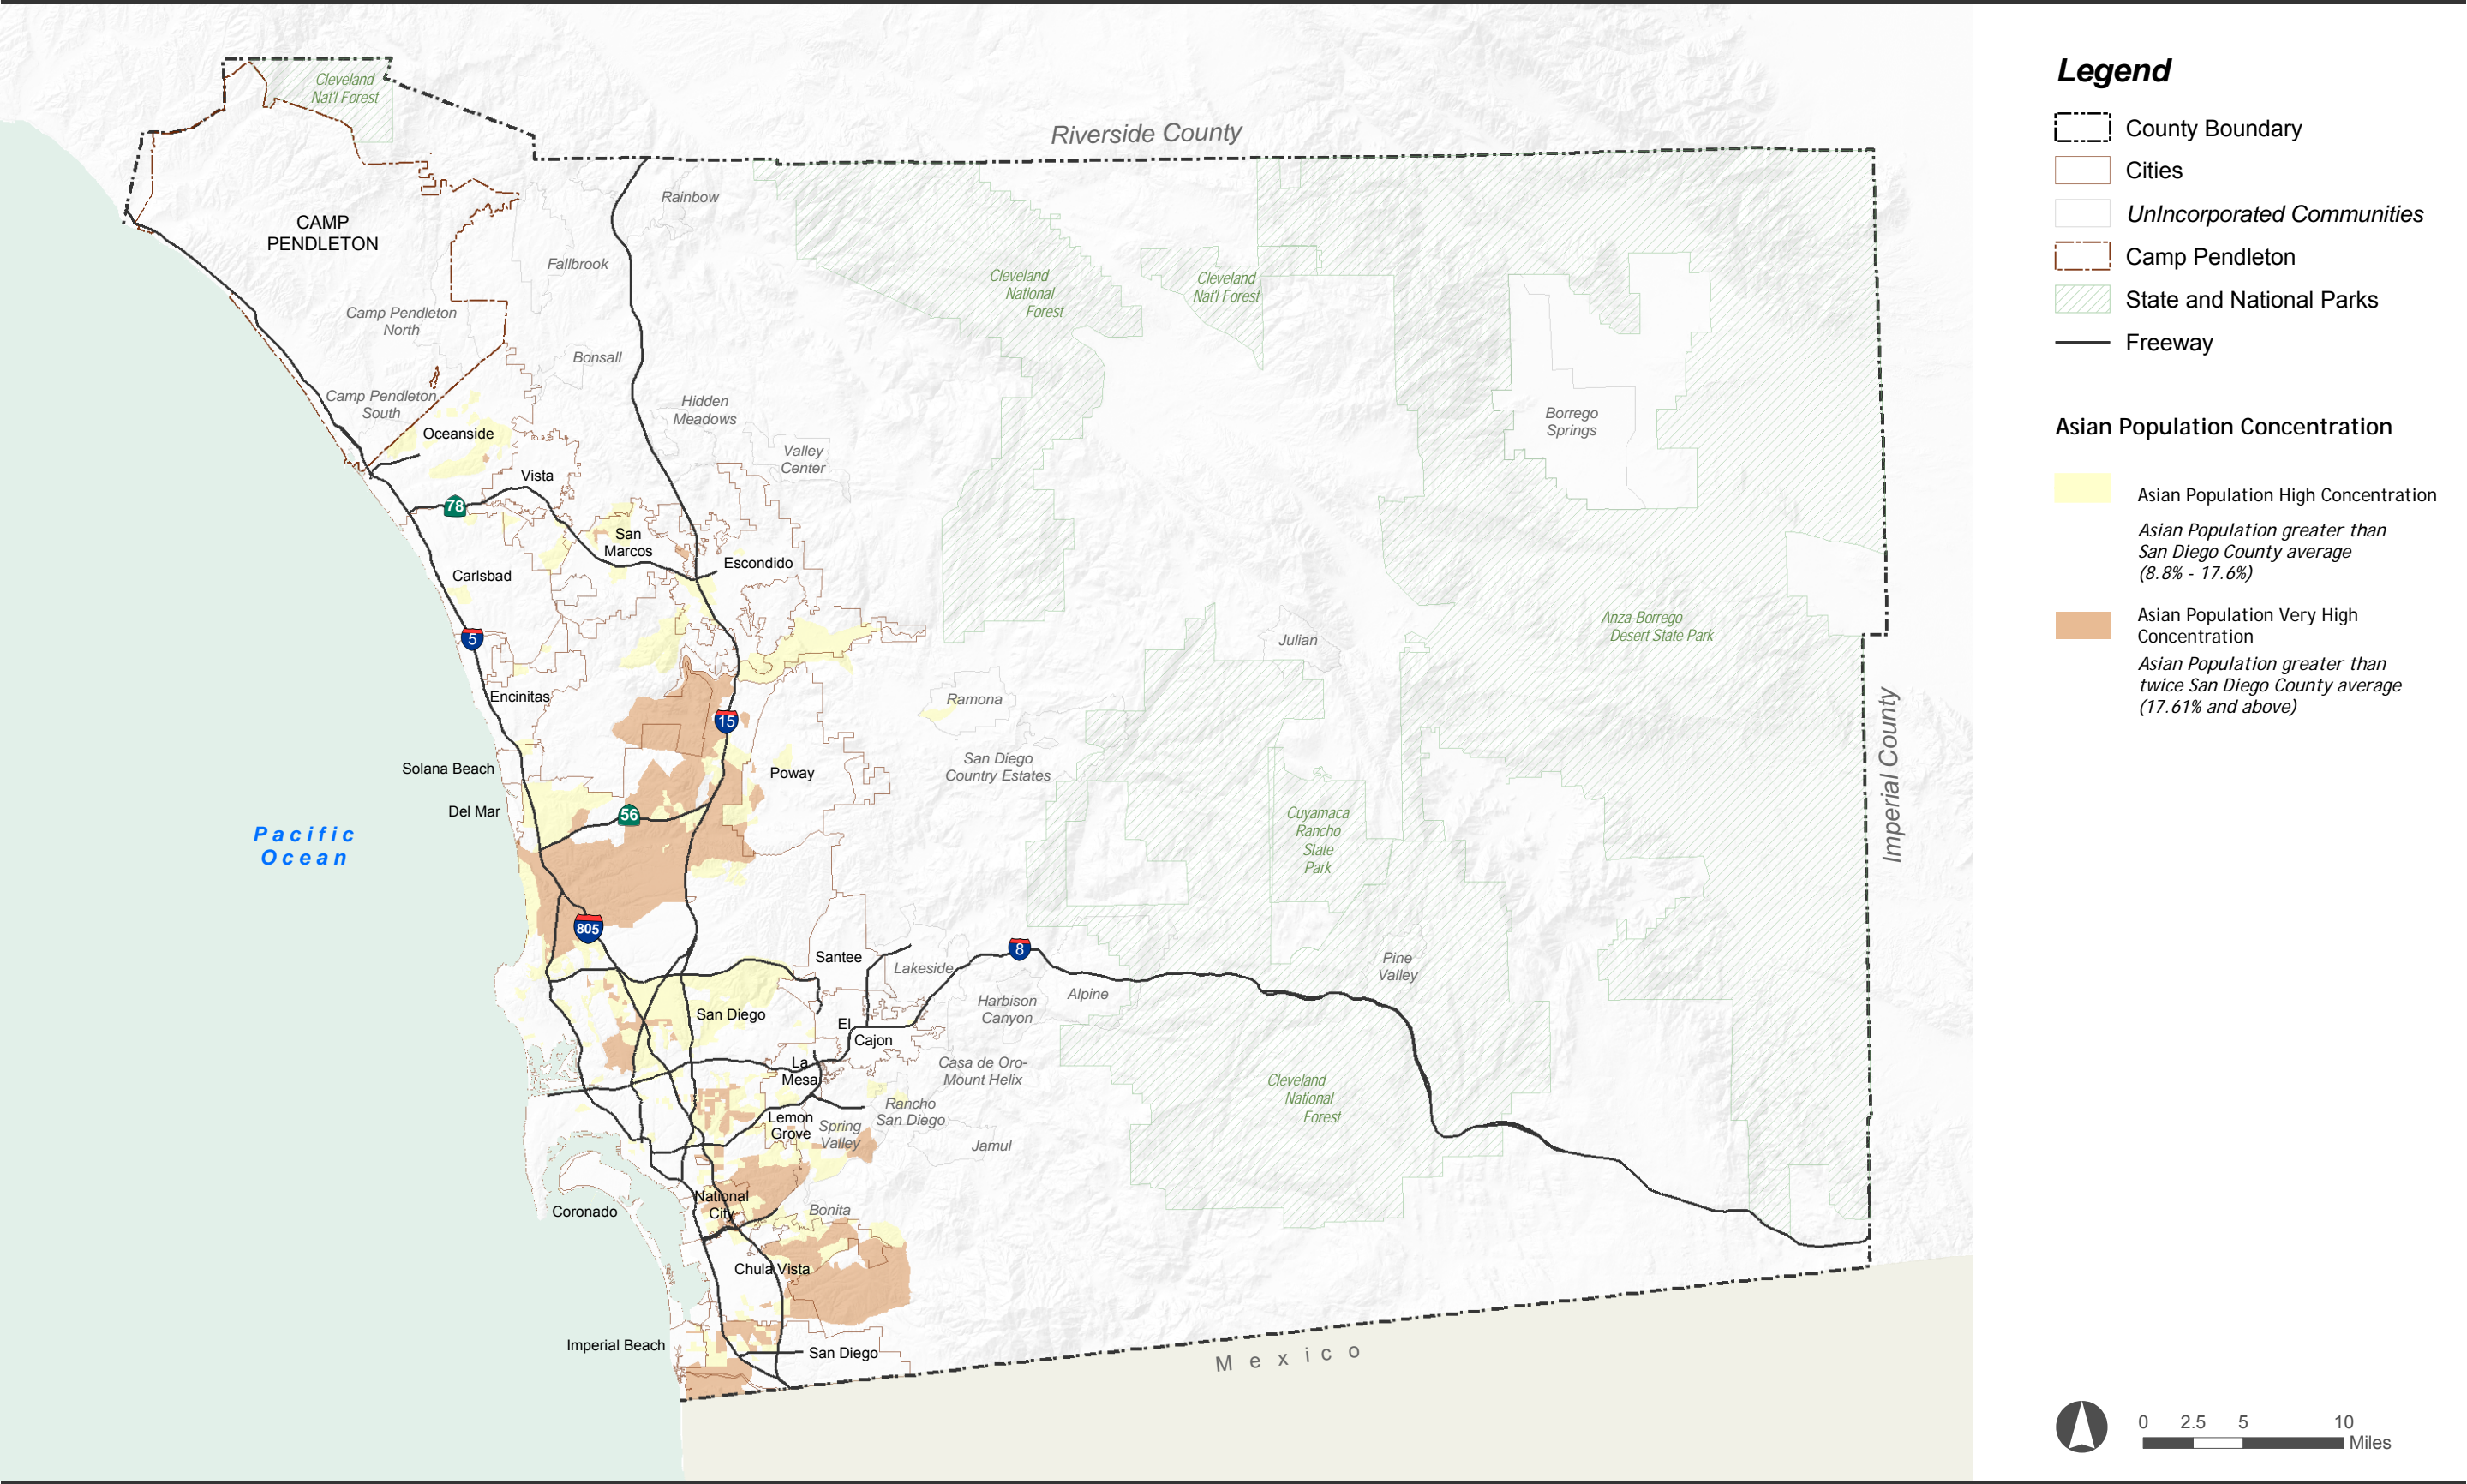 Cleveland
Nat'l Forest
Riverside County
Rainbow
CAMP
PENDLETON
Fallbrook
Cleveland
National
Forest
Cleveland
Nat'l Forest
Camp Pendleton
North
Bonsall
Camp Pendleton
South
Hidden
Meadows
Borrego
Springs
Oceanside
Valley
Center
Vista
78
San
Marcos
Escondido
Carlsbad
5
Anza-Borrego
Desert State Park
Julian
Encinitas
Ramona
15
Imperial County
Solana Beach
San Diego
Country Estates
Poway
Del Mar
56
Cuyamaca
Rancho
State
Park
Pacific
Ocean
805
8
Santee
Lakeside
Pine
Valley
Harbison
Canyon
Alpine
San Diego
El
Cajon
La
Mesa
Casa de Oro-
Mount Helix
Cleveland
National
Forest
Rancho
San Diego
Lemon
Grove
Spring
Valley
Jamul
National
City
Coronado
Bonita
Chula Vista
Imperial Beach
San Diego
Mexico
Legend
County Boundary
Cities
UnIncorporated Communities
Camp Pendleton
State and National Parks
Freeway
Asian Population Concentration
Asian Population High Concentration
Asian Population greater than
San Diego County average
(8.8% - 17.6%)
Asian Population Very High
Concentration
Asian Population greater than
twice San Diego County average
(17.61% and above)
0 2.5 5 10
Miles